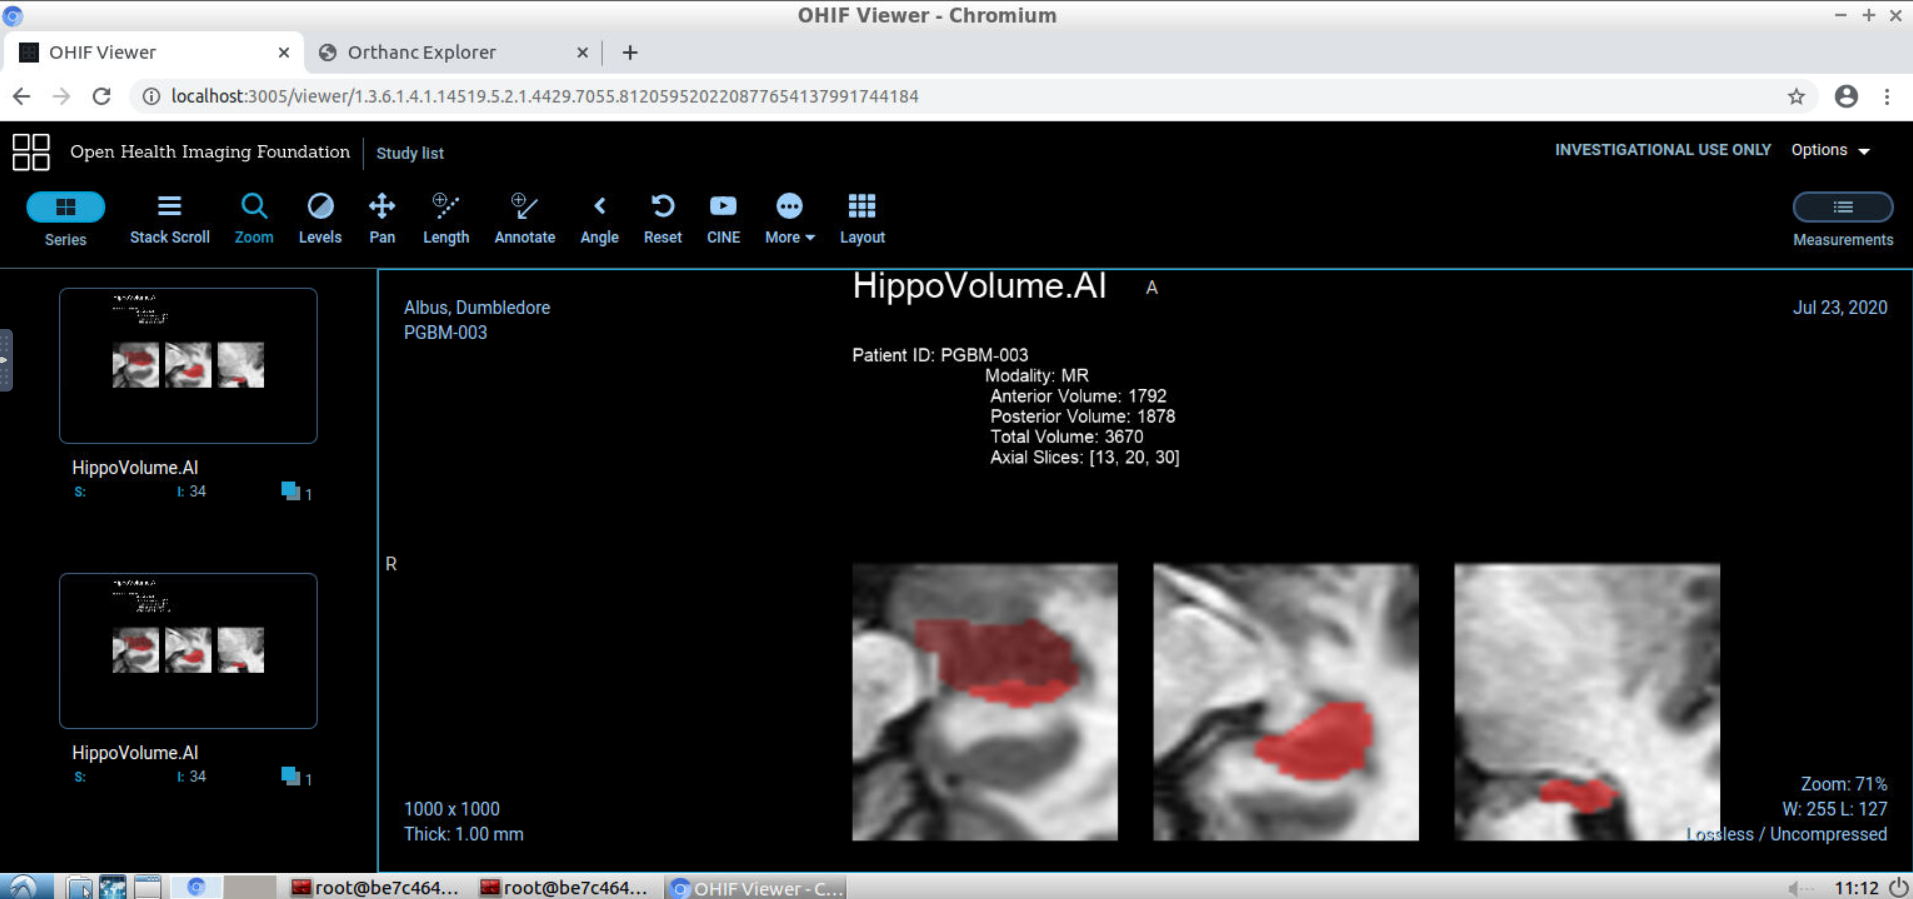 OHIF Viewer - Chromium
OHIF Viewer
Orthanc Explorer
localhost:3005/viewer/1.3.6.1.4.1.14519.5.2.1.4429.7055.812059520220877654137991744184
Open Health Imaging Foundation
Study list
INVESTIGATIONAL USE ONLY
Options
Series
Stack Scroll
Zoom
Levels
Pan
Length
Annotate
Angle
Reset
CINE
More
Layout
Measurements
HippoVolume.AI
S:
I: 34
1
HippoVolume.AI
S:
I: 34
1
Albus, Dumbledore
PGBM-003
HippoVolume.AI
A
Jul 23, 2020
Patient ID: PGBM-003
Modality: MR
Anterior Volume: 1792
Posterior Volume: 1878
Total Volume: 3670
Axial Slices: [13, 20, 30]
R
1000 x 1000
Thick: 1.00 mm
Zoom: 71%
W: 255 L: 127
Lossless / Uncompressed
root@be7c464...
root@be7c464...
OHIF Viewer - C...
11:12